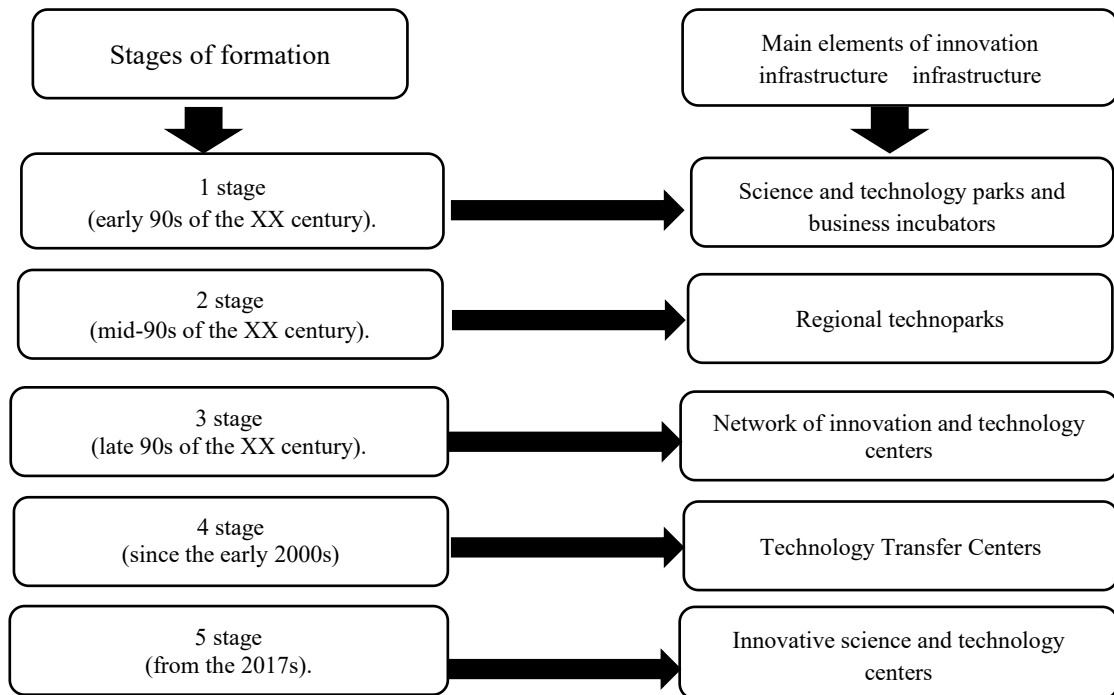 Stages of formation
Main elements of innovation
infrastructure infrastructure
1 stage
(early 90s of the XX century).
Science and technology parks and
business incubators
2 stage
(mid-90s of the XX century).
Regional technoparks
3 stage
(late 90s of the XX century).
Network of innovation and technology
centers
4 stage
(since the early 2000s)
Technology Transfer Centers
5 stage
(from the 2017s).
Innovative science and technology
centers